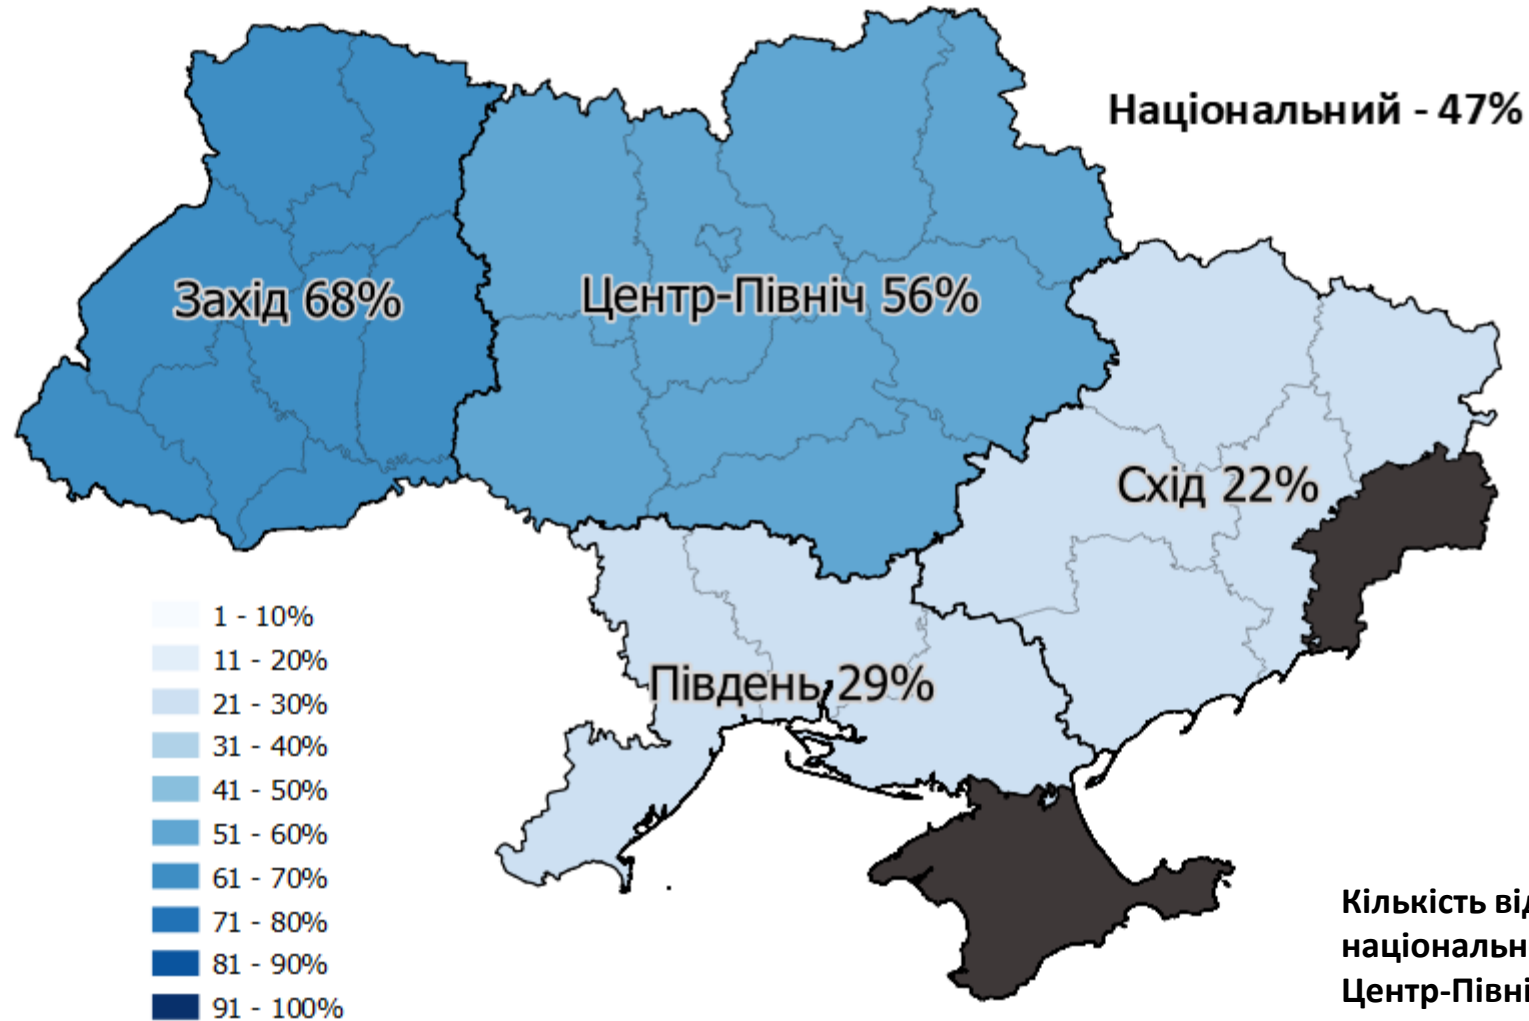 Національний - 47%
Захід 68%
Центр-Північ 56%
Схід 22%
Південь 29%
1 - 10%
11 - 20%
21 - 30%
31 - 40%
41 - 50%
51 - 60%
61 - 70%
71 - 80%
81 - 90%
91 - 100%
Кількість